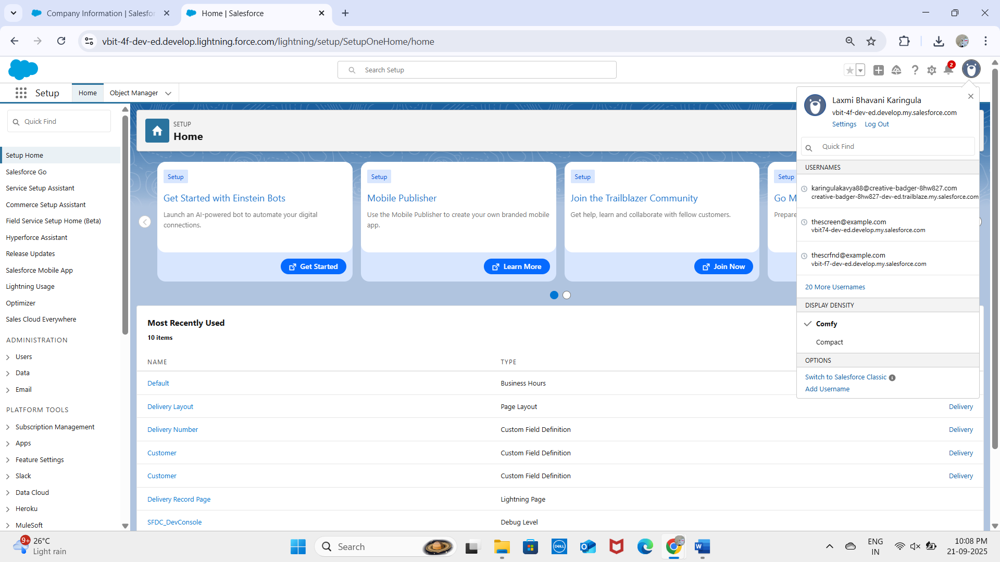 Company Information | Salesfor
Home | Salesforce
vbit-4f-dev-ed.develop.lightning.force.com/lightning/setup/SetupOneHome/home
Search Setup
2
Setup
Home
Object Manager
Quick Find
Setup Home
Salesforce Go
Service Setup Assistant
Commerce Setup Assistant
Field Service Setup Home (Beta)
Hyperforce Assistant
Release Updates
Salesforce Mobile App
Lightning Usage
Optimizer
Sales Cloud Everywhere
ADMINISTRATION
Users
Data
Email
PLATFORM TOOLS
Subscription Management
Apps
Feature Settings
Slack
Data Cloud
Heroku
MuleSoft
SETUP
Home
Setup
Get Started with Einstein Bots
Launch an AI-powered bot to automate your digital
connections.
Get Started
Setup
Mobile Publisher
Use the Mobile Publisher to create your own branded mobile
app.
Learn More
Setup
Join the Trailblazer Community
Get help, learn and collaborate with fellow customers.
Join Now
Setup
Go M
Prepare
Most Recently Used
10 items
NAME TYPE
Default Business Hours
Delivery Layout Page Layout Delivery
Delivery Number Custom Field Definition Delivery
Customer Custom Field Definition Delivery
Customer Custom Field Definition Delivery
Delivery Record Page Lightning Page
SFDC_DevConsole Debug Level
Laxmi Bhavani Karingula
vbit-4f-dev-ed.develop.my.salesforce.com
Settings Log Out
Quick Find
USERNAMES
karingulakavya88@creative-badger-8hw827.com
creative-badger-8hw827-dev-ed.trailblaze.my.salesforce.com
thescreen@example.com
vbit74-dev-ed.develop.my.salesforce.com
thescrfnd@example.com
vbit-f7-dev-ed.develop.my.salesforce.com
20 More Usernames
DISPLAY DENSITY
Comfy
Compact
OPTIONS
Switch to Salesforce Classic
Add Username
9+
26°C
Light rain
Search
DELL
ENG
IN
10:08 PM
21-09-2025